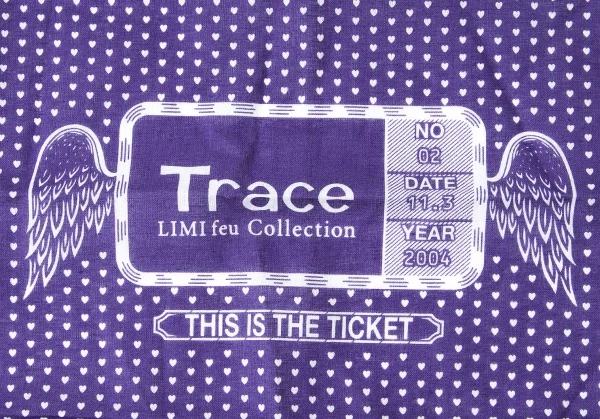 Trace
LIMI feu Collection
NO
02
DATE
11.3
YEAR
2004
THIS IS THE TICKET